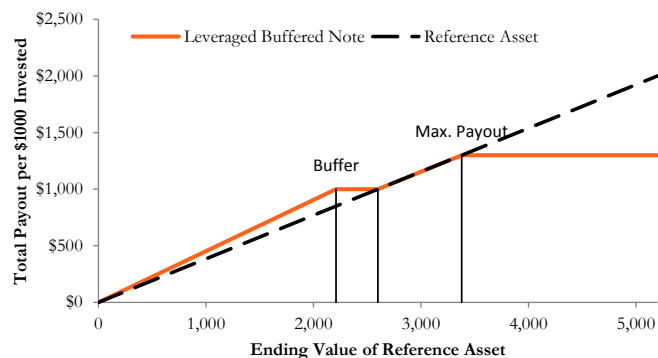 $2,500
$2,000
$1,500
$1,000
$500
$0
Total Payout per $1000 Invested
Leveraged Buffered Note
Reference Asset
Max. Payout
Buffer
0
1,000
2,000
3,000
4,000
5,000
Ending Value of Reference Asset